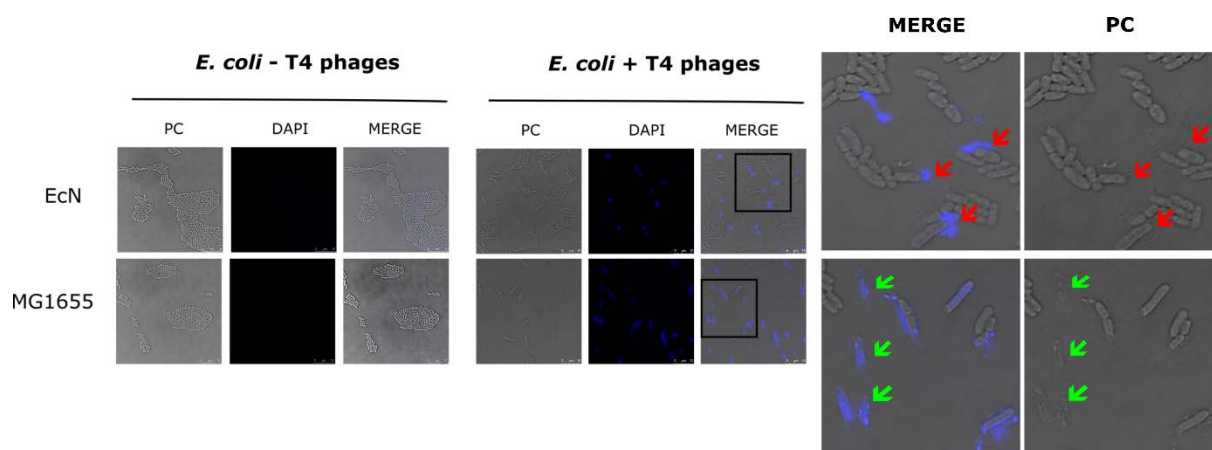 MERGE PC
E. coli - T4 phages E. coli + T4 phages
PC DAPI MERGE PC DAPI MERGE
EcN
MG1655